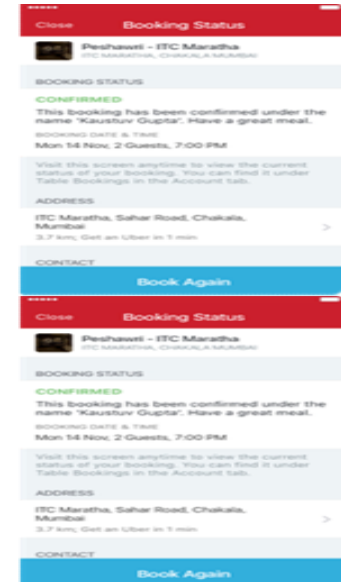 Close Booking Status
Peshawri - ITC Maratha
ITC MARATHA, CHAKALA, MUMBAI
BOOKING STATUS
CONFIRMED
This booking has been confirmed under the
name 'Kaustuv Gupta'. Have a great meal.
BOOKING DATE & TIME
Mon 14 Nov, 2 Guests, 7:00 PM
Visit this screen anytime to view the current
status of your booking. You can find it under
Table Bookings in the Account tab.
ADDRESS
ITC Maratha, Sahar Road, Chakala,
Mumbai
3.7 km, Get an Uber in 1 min
CONTACT
Book Again
Close Booking Status
Peshawri - ITC Maratha
ITC MARATHA, CHAKALA, MUMBAI
BOOKING STATUS
CONFIRMED
This booking has been confirmed under the
name 'Kaustuv Gupta'. Have a great meal.
BOOKING DATE & TIME
Mon 14 Nov, 2 Guests, 7:00 PM
Visit this screen anytime to view the current
status of your booking. You can find it under
Table Bookings in the Account tab.
ADDRESS
ITC Maratha, Sahar Road, Chakala,
Mumbai
3.7 km, Get an Uber in 1 min
CONTACT
Book Again